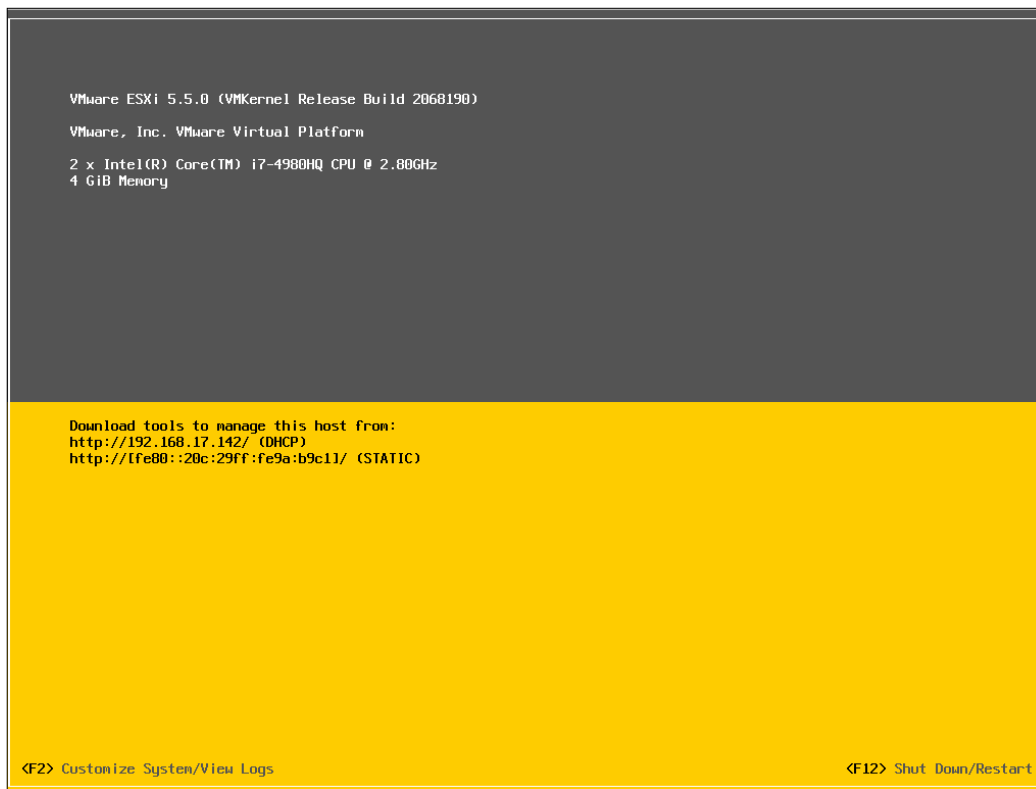 VMware ESXi 5.5.0 (VMKernel Release Build 2068190)
VMware, Inc. VMware Virtual Platform
2 x Intel(R) Core(TM) i7-4980HQ CPU @ 2.80GHz
4 GiB Memory
Download tools to manage this host from:
http://192.168.17.142/ (DHCP)
http://[fe80::20c:29ff:fe9a:b9c1]/ (STATIC)
<F2> Customize System/View Logs
<F12> Shut Down/Restart